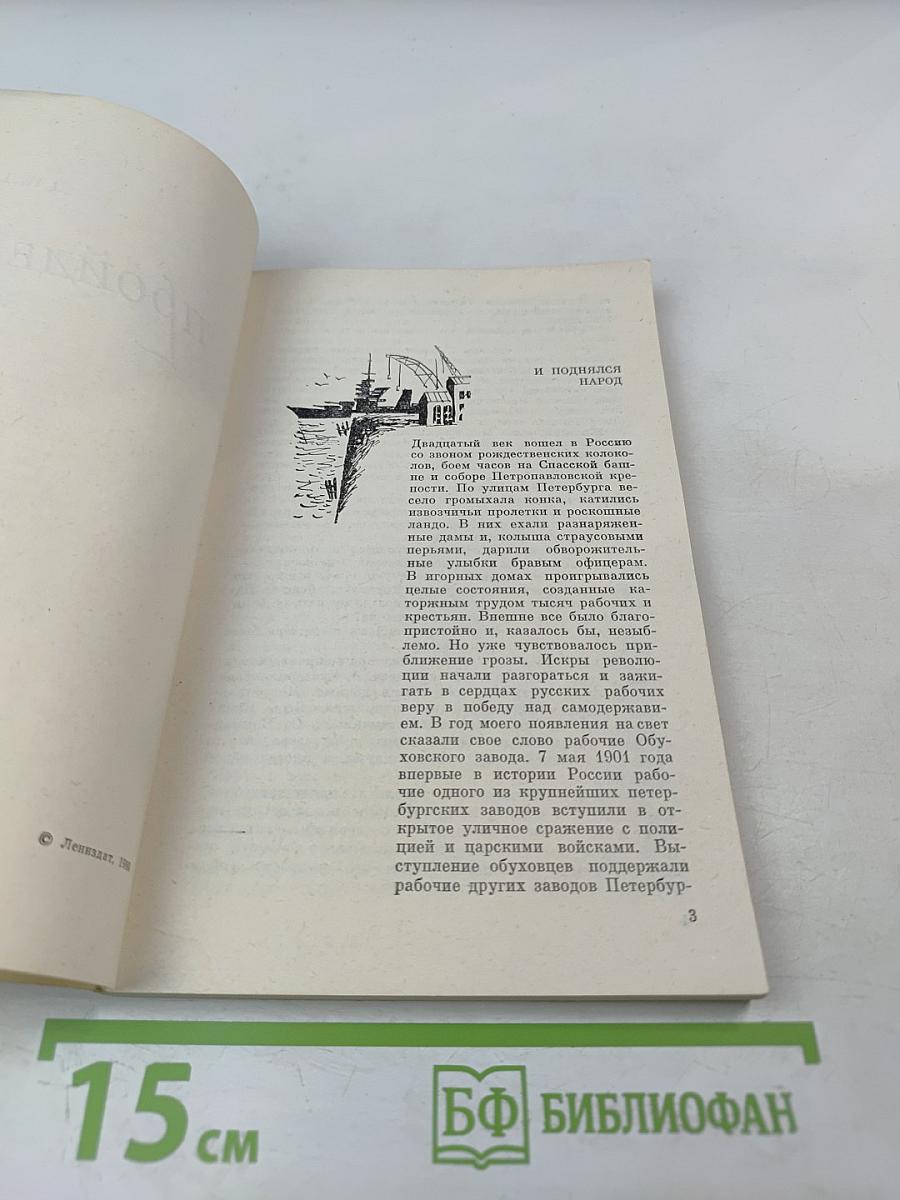 © Лениздат,
И ПОДНЯЛСЯ
НАРОД
Двадцатый век вошел в Россию
со звоном рождественских колоко-
лов, боем часов на Спасской баш-
не и соборе Петропавловской кре-
пости. По улицам Петербурга ве-
село громыхала конка, катились
извозчичьи пролетки и роскошные
ландо. В них ехали разнаряжен-
ные дамы и, колыша страусовыми
перьями, дарили обворожитель-
ные улыбки бравым офицерам.
В игорных домах проигрывались
целые состояния, созданные ка-
торжным трудом тысяч рабочих и
крестьян. Внешне все было благо-
пристойно и, казалось бы, незыб-
лемо. Но уже чувствовалось при-
ближение грозы. Искры револю-
ции начали разгораться и зажи-
гать в сердцах русских рабочих
веру в победу над самодержави-
ем. В год моего появления на свет
сказали свое слово рабочие Обу-
ховского завода. 7 мая 1901 года
впервые в истории России рабо-
чие одного из крупнейших петер-
бургских заводов вступили в от-
крытое уличное сражение с поли-
цией и царскими войсками. Вы-
ступление обуховцев поддержали
рабочие других заводов Петербур-
3
15 см
БФ БИБЛИОФАН